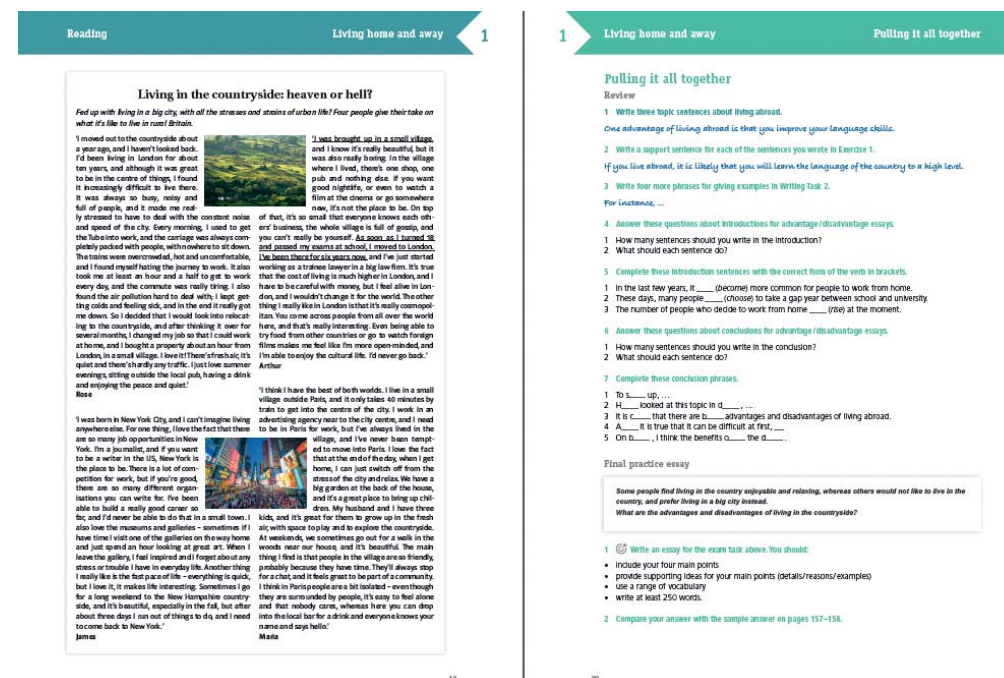 Reading
Living home and away
1
Living in the countryside: heaven or hell?
Fed up with living in a big city, with all the stresses and strains of urban life? Four people give their take on
what it's like to live in rural Britain.
'I moved out to the countryside about
a year ago, and I haven't looked back.
I'd been living in London for about
ten years, and although it was great
to be in the centre of things, I found
it increasingly difficult to live there.
It was always so busy, noisy and
full of people, and it made me real-
ly stressed to have to deal with the constant noise
and speed of the city. Every morning, I used to get
the Tube into work, and the carriage was always com-
pletely packed with people, with nowhere to sit down.
The trains were overcrowded, hot and uncomfortable,
and I found myself hating the journey to work. It also
took me at least an hour and a half to get to work
every day, and the commute was really tiring. I also
found the air pollution hard to deal with; I kept get-
ting colds and feeling sick, and in the end it really got
me down. So I decided that I would look into relocat-
ing to the countryside, and after thinking it over for
several months, I changed my job so that I could work
at home, and I bought a property about an hour from
London, in a small village. I love it! There's fresh air, it's
quiet and there's hardly any traffic. I just love summer
evenings, sitting outside the local pub, having a drink
and enjoying the peace and quiet.'
Rose
'I was born in New York City, and I can't imagine living
anywhere else. For one thing, I love the fact that there
are so many job opportunities in New
York. I'm a journalist, and if you want
to be a writer in the US, New York is
the place to be. There is a lot of com-
petition for work, but if you're good,
there are so many different organ-
isations you can write for. I've been
able to build a really good career so
far, and I'd never be able to do that in a small town. I
also love the museums and galleries – sometimes if I
have time I visit one of the galleries on the way home
and just spend an hour looking at great art. When I
leave the gallery, I feel inspired and I forget about any
stress or trouble I have in everyday life. Another thing
I really like is the fast pace of life – everything is quick,
but I love it, it makes life interesting. Sometimes I go
for a long weekend to the New Hampshire country-
side, and it's beautiful, especially in the fall, but after
about three days I run out of things to do, and I need
to come back to New York.'
James
'I was brought up in a small village,
and I know it's really beautiful, but it
was also really boring. In the village
where I lived, there's one shop, one
pub and nothing else. If you want
good nightlife, or even to watch a
film at the cinema or go somewhere
new, it's not the place to be. On top
of that, it's so small that everyone knows each oth-
ers' business, the whole village is full of gossip, and
you can't really be yourself. As soon as I turned 18
and passed my exams at school, I moved to London.
I've been there for six years now, and I've just started
working as a trainee lawyer in a big law firm. It's true
that the cost of living is much higher in London, and I
have to be careful with money, but I feel alive in Lon-
don, and I wouldn't change it for the world. The other
thing I really like in London is that it's really cosmopol-
itan. You come across people from all over the world
here, and that's really interesting. Even being able to
try food from other countries or go to watch foreign
films makes me feel like I'm more open-minded, and
I'm able to enjoy the cultural life. I'd never go back.'
Arthur
'I think I have the best of both worlds. I live in a small
village outside Paris, and it only takes 40 minutes by
train to get into the centre of the city. I work in an
advertising agency near to the city centre, and I need
to be in Paris for work, but I've always lived in the
village, and I've never been tempt-
ed to move into Paris. I love the fact
that at the end of the day, when I get
home, I can just switch off from the
stress of the city and relax. We have a
big garden at the back of the house,
and it's a great place to bring up chil-
dren. My husband and I have three
kids, and it's great for them to grow up in the fresh
air, with space to play and to explore the countryside.
At weekends, we sometimes go out for a walk in the
woods near our house, and it's beautiful. The main
thing I find is that people in the village are so friendly,
probably because they have time. They'll always stop
for a chat, and it feels great to be part of a community.
I think in Paris people are a bit isolated – even though
they are surrounded by people, it's easy to feel alone
and that nobody cares, whereas here you can drop
into the local bar for a drink and everyone knows your
name and says hello.'
Maria
1
Living home and away
Pulling it all together
Pulling it all together
Review
1 Write three topic sentences about living abroad.
One advantage of living abroad is that you improve your language skills.
2 Write a support sentence for each of the sentences you wrote in Exercise 1.
If you live abroad, it is likely that you will learn the language of the country to a high level.
3 Write four more phrases for giving examples in Writing Task 2.
For instance, ...
4 Answer these questions about introductions for advantage/disadvantage essays.
1 How many sentences should you write in the introduction?
2 What should each sentence do?
5 Complete these introduction sentences with the correct form of the verb in brackets.
1 In the last few years, it ____ (become) more common for people to work from home.
2 These days, many people ____ (choose) to take a gap year between school and university.
3 The number of people who decide to work from home ____ (rise) at the moment.
6 Answer these questions about conclusions for advantage/disadvantage essays.
1 How many sentences should you write in the conclusion?
2 What should each sentence do?
7 Complete these conclusion phrases.
1 To s____ up, ...
2 H____ looked at this topic in d____ , ...
3 It is c____ that there are b____ advantages and disadvantages of living abroad.
4 A____ it is true that it can be difficult at first, ___
5 On b____ , I think the benefits o____ the d____ .
Final practice essay
Some people find living in the country enjoyable and relaxing, whereas others would not like to live in the
country, and prefer living in a big city instead.
What are the advantages and disadvantages of living in the countryside?
1 Write an essay for the exam task above. You should:
• include your four main points
• provide supporting ideas for your main points (details/reasons/examples)
• use a range of vocabulary
• write at least 250 words.
2 Compare your answer with the sample answer on pages 157–158.